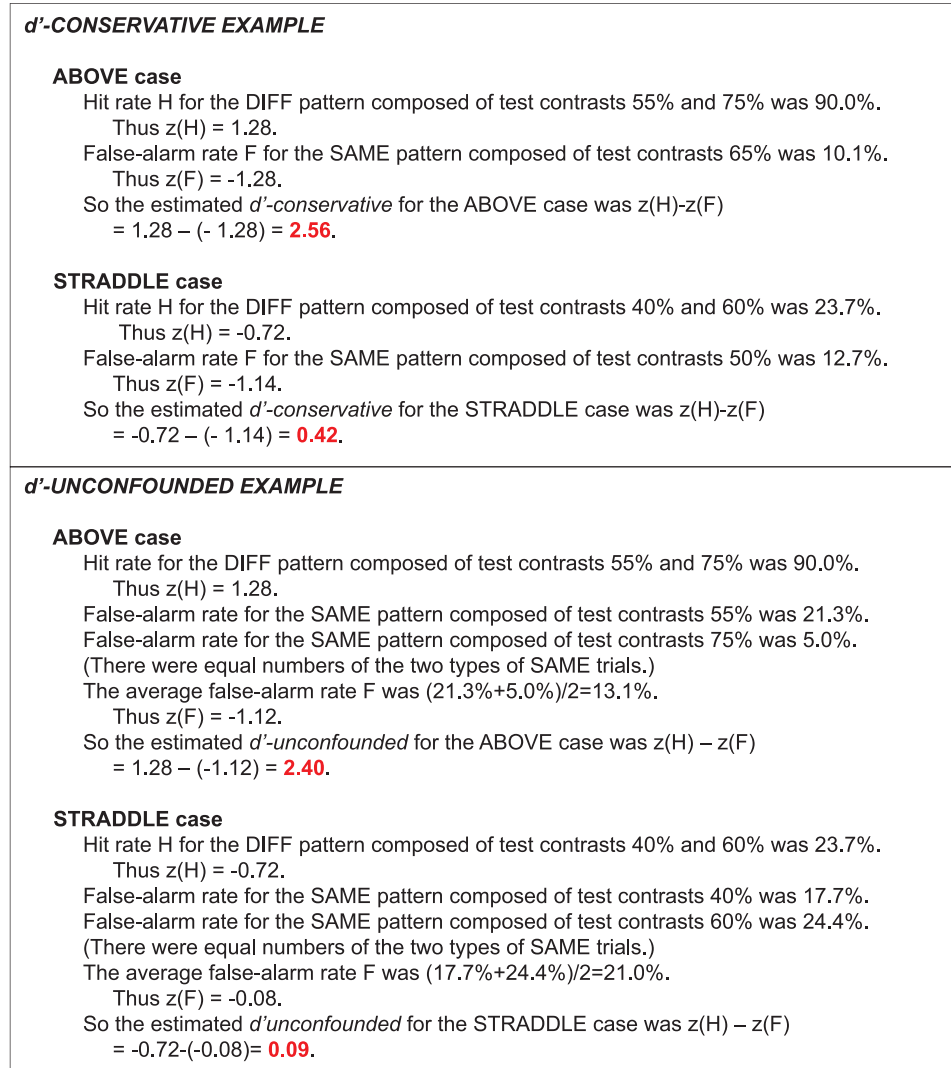 d’-CONSERVATIVE EXAMPLE
ABOVE case
Hit rate H for the DIFF pattern composed of test contrasts 55% and 75% was 90.0%.
Thus z(H) = 1.28.
False-alarm rate F for the SAME pattern composed of test contrasts 65% was 10.1%.
Thus z(F) = -1.28.
So the estimated d’-conservative for the ABOVE case was z(H)-z(F)
= 1.28 – (- 1.28) = 2.56.
STRADDLE case
Hit rate H for the DIFF pattern composed of test contrasts 40% and 60% was 23.7%.
Thus z(H) = -0.72.
False-alarm rate F for the SAME pattern composed of test contrasts 50% was 12.7%.
Thus z(F) = -1.14.
So the estimated d’-conservative for the STRADDLE case was z(H)-z(F)
= -0.72 – (- 1.14) = 0.42.
d’-UNCONFOUNDED EXAMPLE
ABOVE case
Hit rate for the DIFF pattern composed of test contrasts 55% and 75% was 90.0%.
Thus z(H) = 1.28.
False-alarm rate for the SAME pattern composed of test contrasts 55% was 21.3%.
False-alarm rate for the SAME pattern composed of test contrasts 75% was 5.0%.
(There were equal numbers of the two types of SAME trials.)
The average false-alarm rate F was (21.3%+5.0%)/2=13.1%.
Thus z(F) = -1.12.
So the estimated d’-unconfounded for the ABOVE case was z(H) – z(F)
= 1.28 – (-1.12) = 2.40.
STRADDLE case
Hit rate H for the DIFF pattern composed of test contrasts 40% and 60% was 23.7%.
Thus z(H) = -0.72.
False-alarm rate for the SAME pattern composed of test contrasts 40% was 17.7%.
False-alarm rate for the SAME pattern composed of test contrasts 60% was 24.4%.
(There were equal numbers of the two types of SAME trials.)
The average false-alarm rate F was (17.7%+24.4%)/2=21.0%.
Thus z(F) = -0.08.
So the estimated d’unconfounded for the STRADDLE case was z(H) – z(F)
= -0.72-(-0.08)= 0.09.